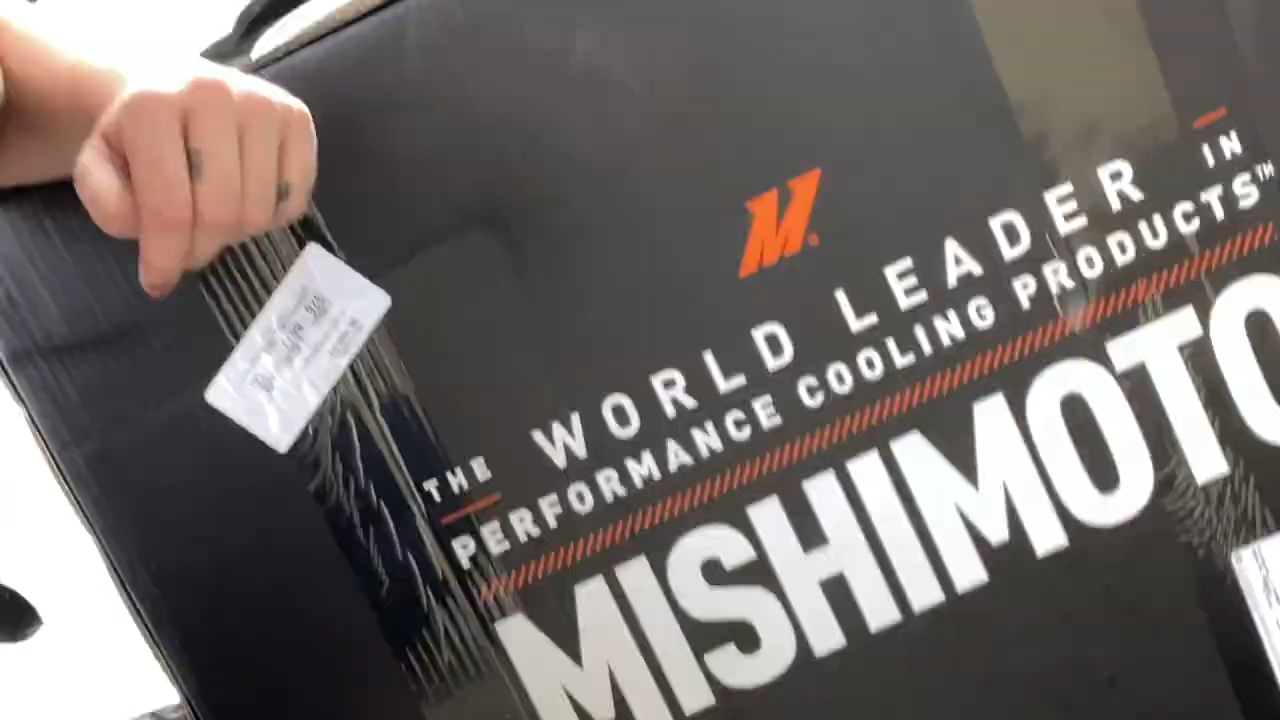 M.
THE WORLD LEADER IN
PERFORMANCE COOLING PRODUCTS™
MISHIMOTO